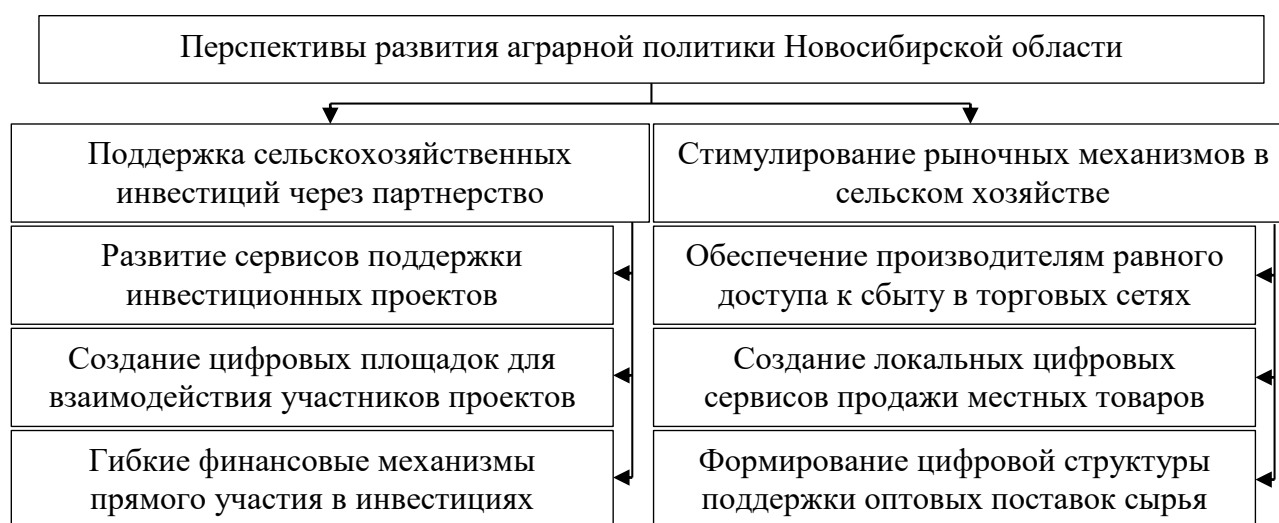 Перспективы развития аграрной политики Новосибирской области
Поддержка сельскохозяйственных
инвестиций через партнерство
Развитие сервисов поддержки
инвестиционных проектов
Создание цифровых площадок для
взаимодействия участников проектов
Гибкие финансовые механизмы
прямого участия в инвестициях
Стимулирование рыночных механизмов в
сельском хозяйстве
Обеспечение производителям равного
доступа к сбыту в торговых сетях
Создание локальных цифровых
сервисов продажи местных товаров
Формирование цифровой структуры
поддержки оптовых поставок сырья